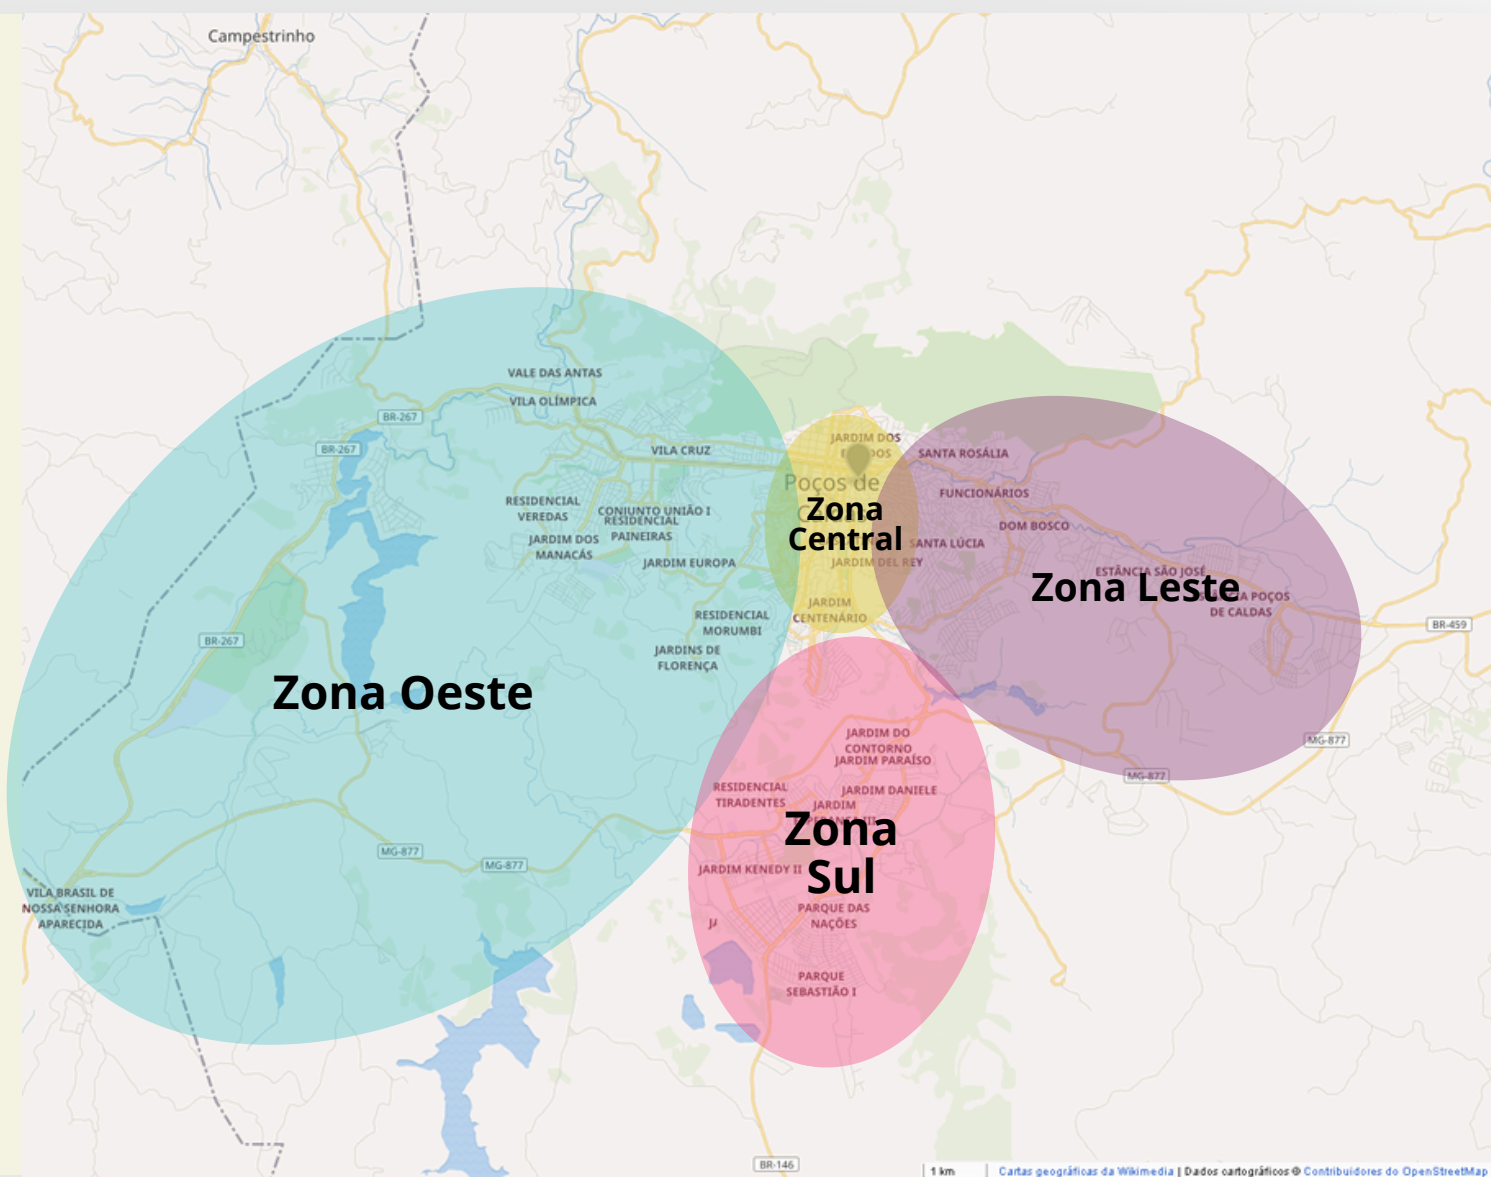 Campestrinho
VALE DAS ANTAS
VILA OLÍMPICA
BR-267
BR-267
VILA CRUZ
JARDIM DOS
SANTA ROSÁLIA
Poços de
RESIDENCIAL
VEREDAS
CONJUNTO UNIÃO I
RESIDENCIAL
PAINEIRAS
JARDIM DOS
MANACÁS
JARDIM EUROPA
Zona
Central
FUNCIONÁRIOS
DOM BOSCO
SANTA LÚCIA
JARDIM DEL REY
ESTÂNCIA SÃO JOSÉ
Zona Leste
POÇOS
DE CALDAS
JARDIM
CENTENÁRIO
RESIDENCIAL
MORUMBI
BR-459
BR-267
JARDINS DE
FLORENÇA
Zona Oeste
JARDIM DO
CONTORNO
JARDIM PARAÍSO
MG-877
MG-877
RESIDENCIAL
TIRADENTES
JARDIM DANIELE
JARDIM
Zona
Sul
MG-877
MG-877
JARDIM KENEDY II
VILA BRASIL DE
NOSSA SENHORA
APARECIDA
PARQUE DAS
NAÇÕES
PARQUE
SEBASTIÃO I
BR-146
1 km
Cartas geográficas da Wikimedia | Dados cartográficos © Contribuidores do OpenStreetMap